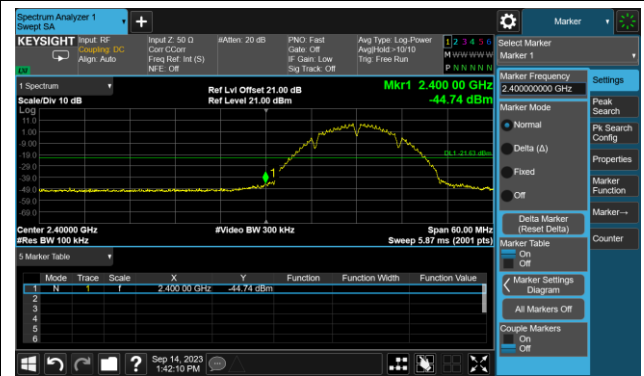 Spectrum Analyzer 1
Swept SA
Marker
KEYSIGHT
Input: RF
Coupling: DC
Align: Auto
Input Z: 50 Ω
Corr CCorr
Freq Ref: Int (S)
NFE: Off
#Atten: 20 dB
PNO: Fast
Gate: Off
IF Gain: Low
Sig Track: Off
Avg Type: Log-Power
Avg|Hold:>10/10
Trig: Free Run
1 2 3 4 5 6
M W W W W W
P N N N N N
Select Marker
Marker 1
1 Spectrum
Scale/Div 10 dB
Log
Ref Lvl Offset 21.00 dB
Ref Level 21.00 dBm
Mkr1 2.400 00 GHz
-44.74 dBm
11.0
1.00
-9.00
-19.0
-29.0
-39.0
-49.0
-59.0
-69.0
DL1 -21.63 dBm
1
Center 2.40000 GHz
#Res BW 100 kHz
#Video BW 300 kHz
Span 60.00 MHz
Sweep 5.87 ms (2001 pts)
5 Marker Table
Mode Trace Scale X Y Function Function Width Function Value
1 N 1 f 2.400 00 GHz -44.74 dBm
2
3
4
5
6
Marker Frequency
2.400000000 GHz
Marker Mode
Normal
Delta (Δ)
Fixed
Off
Delta Marker
(Reset Delta)
Marker Table
On
Off
Marker Settings
Diagram
All Markers Off
Couple Markers
On
Off
Settings
Peak
Search
Pk Search
Config
Properties
Marker
Function
Marker→
Counter
Sep 14, 2023
1:42:10 PM